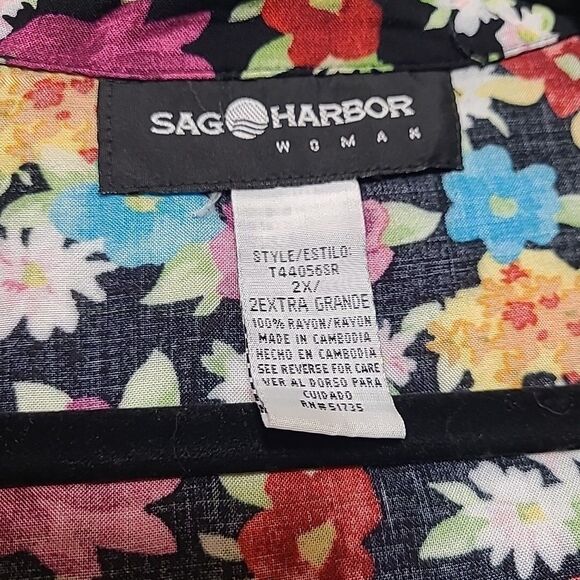 SAG HARBOR
WOMAN
STYLE/ESTILO:
T44056SR
2X/
2EXTRA GRANDE
100% RAYON/RAYON
MADE IN CAMBODIA
HECHO EN CAMBODIA
SEE REVERSE FOR CARE
VER AL DORSO PARA
CUIDADO
RN#51735